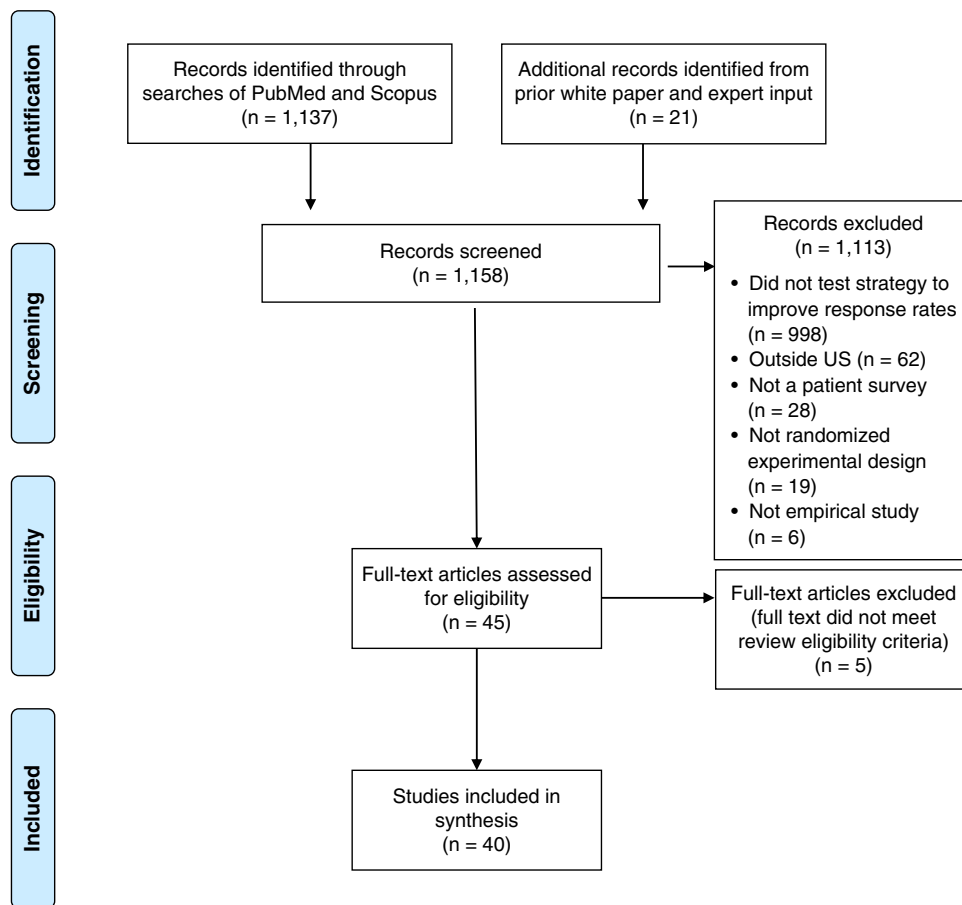 Identification
Records identified through
searches of PubMed and Scopus
(n = 1,137)
Additional records identified from
prior white paper and expert input
(n = 21)
Screening
Records screened
(n = 1,158)
Records excluded
(n = 1,113)
• Did not test strategy to
improve response rates
(n = 998)
• Outside US (n = 62)
• Not a patient survey
(n = 28)
• Not randomized
experimental design
(n = 19)
• Not empirical study
(n = 6)
Eligibility
Full-text articles assessed
for eligibility
(n = 45)
Full-text articles excluded
(full text did not meet
review eligibility criteria)
(n = 5)
Included
Studies included in
synthesis
(n = 40)